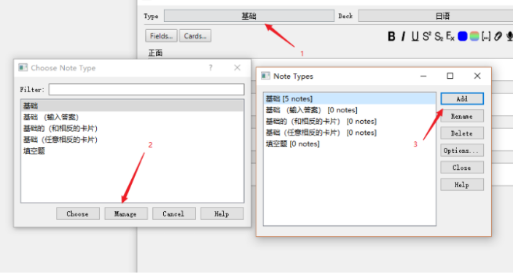 Type 基础 Deck 日语
Fields... Cards...
B I U S² S₂ Eₓ [...]
正面
1
Choose Note Type ? ×
Filter:
基础
基础 （输入答案）
基础的（和相反的卡片）
基础(任意相反的卡片)
填空题
2
Choose Manage Cancel Help
Note Types
基础 [5 notes]
基础 （输入答案） [0 notes]
基础的（和相反的卡片） [0 notes]
基础(任意相反的卡片) [0 notes]
填空题 [0 notes]
3
Add
Rename
Delete
Options...
Close
Help